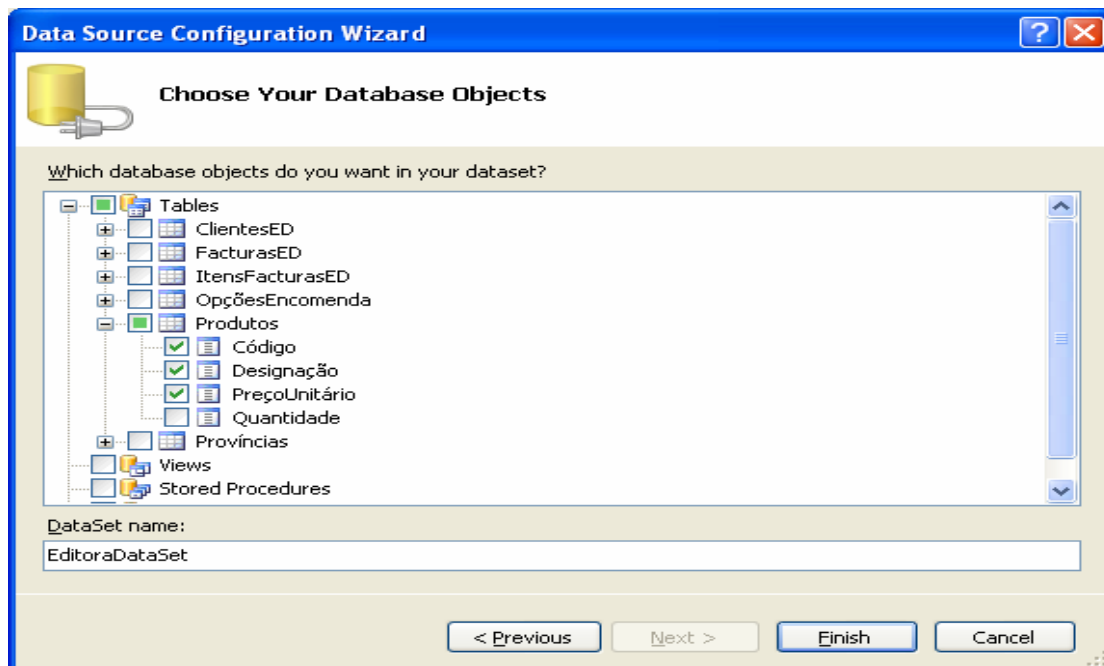 Data Source Configuration Wizard
Choose Your Database Objects
Which database objects do you want in your dataset?
Tables
ClientesED
FacturasED
ItensFacturasED
OpçõesEncomenda
Produtos
Código
Designação
PreçoUnitário
Quantidade
Províncias
Views
Stored Procedures
DataSet name:
EditoraDataSet
< Previous
Next >
Finish
Cancel